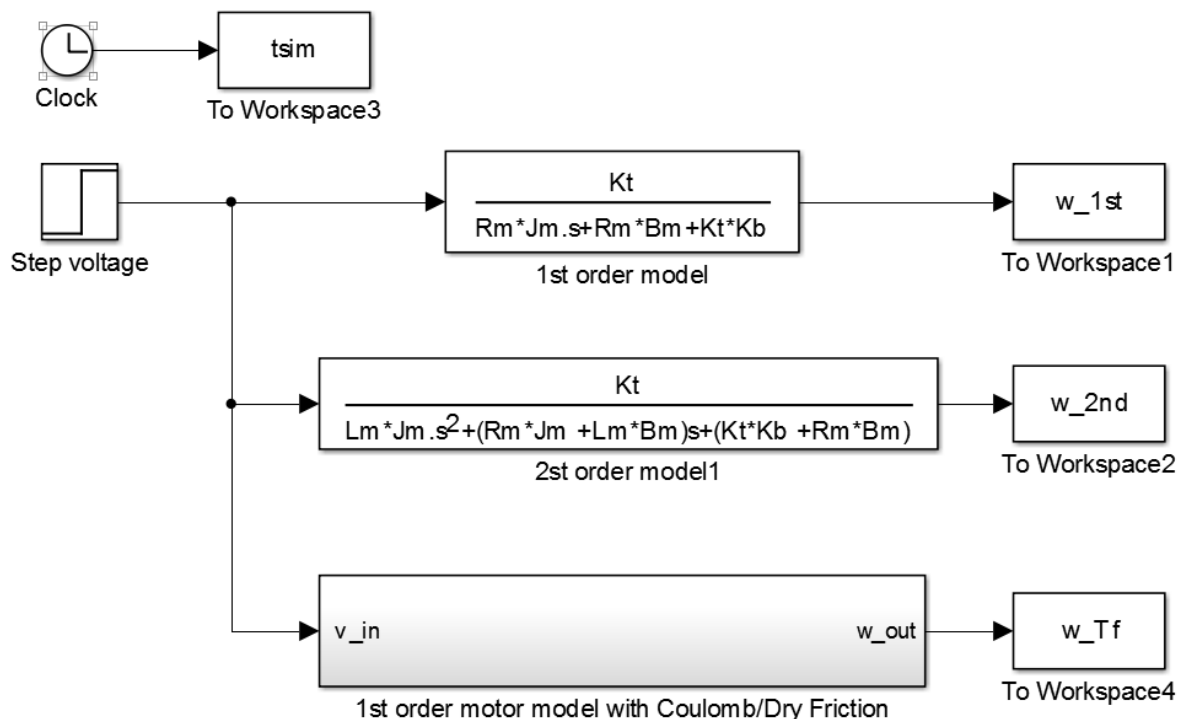 tsim
Clock
To Workspace3
Kt
Rm*Jm.s+Rm*Bm+Kt*Kb
w_1st
Step voltage
1st order model
To Workspace1
Kt
Lm*Jm.s2+(Rm*Jm +Lm*Bm)s+(Kt*Kb +Rm*Bm)
w_2nd
2st order model1
To Workspace2
v_in
w_out
w_Tf
To Workspace4
1st order motor model with Coulomb/Dry Friction